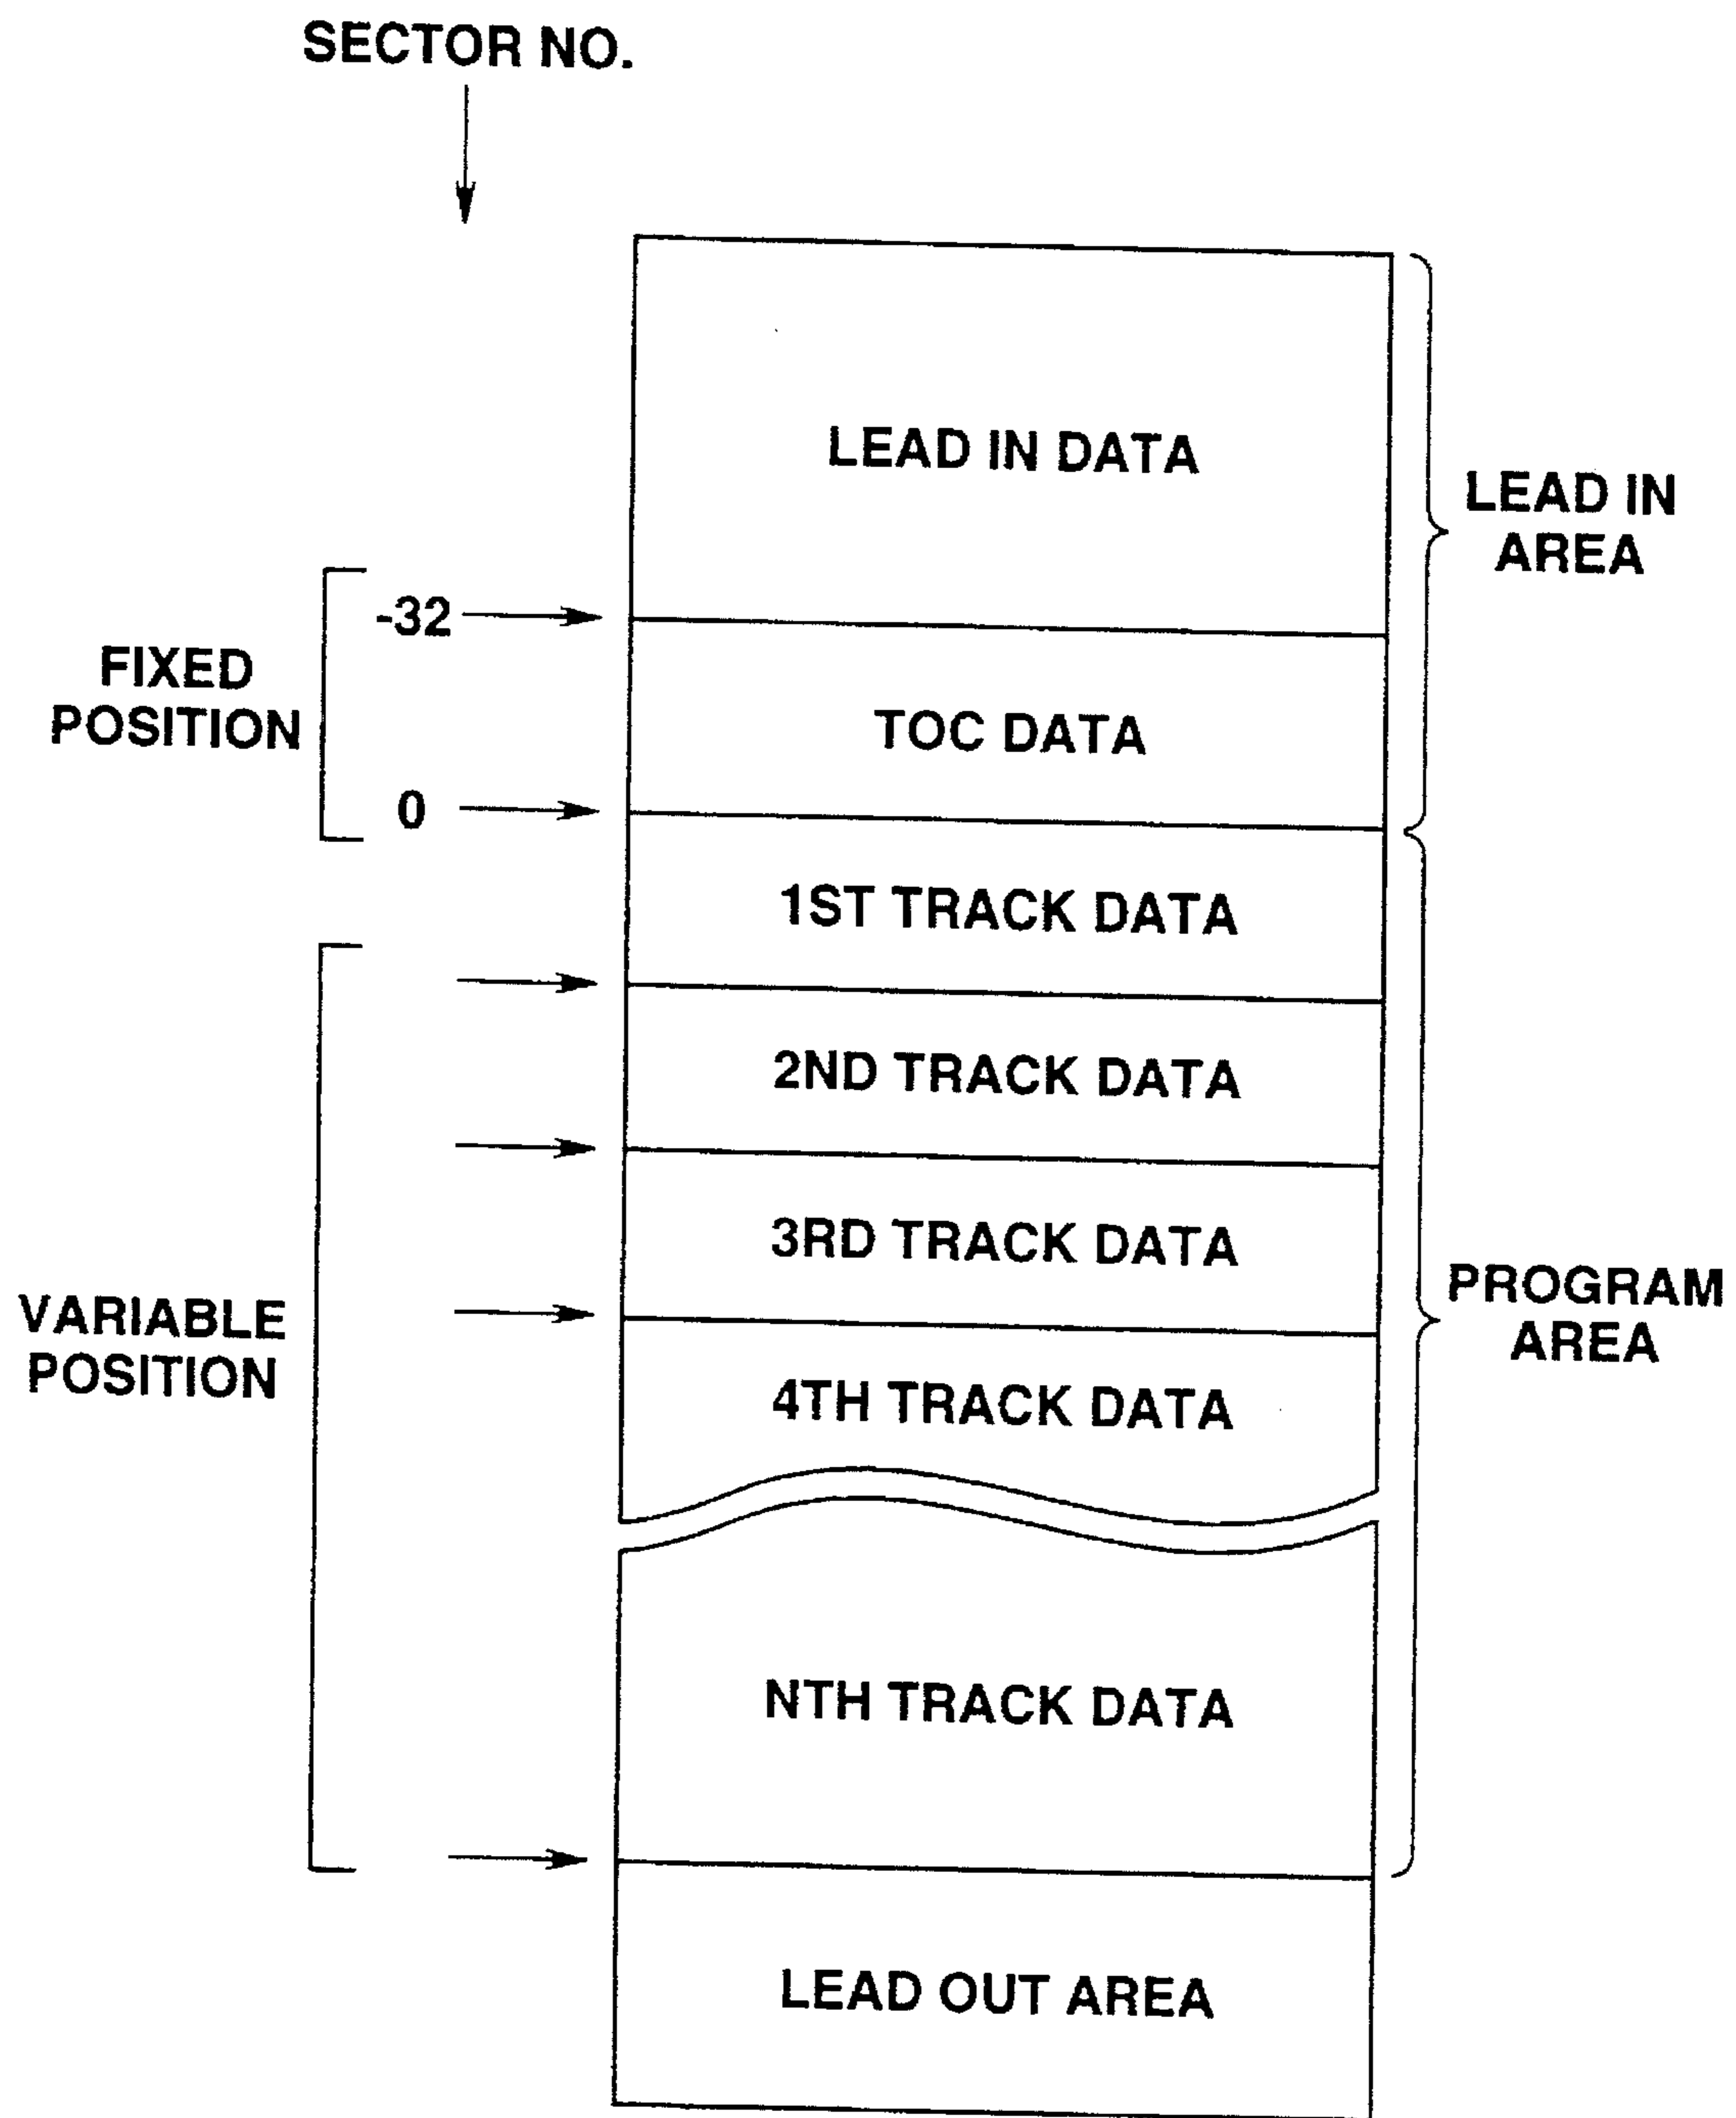 SECTOR NO.
LEAD IN DATA
LEAD IN
AREA
-32
FIXED
POSITION
TOC DATA
0
1ST TRACK DATA
2ND TRACK DATA
3RD TRACK DATA
VARIABLE
POSITION
PROGRAM
AREA
4TH TRACK DATA
NTH TRACK DATA
LEAD OUT AREA